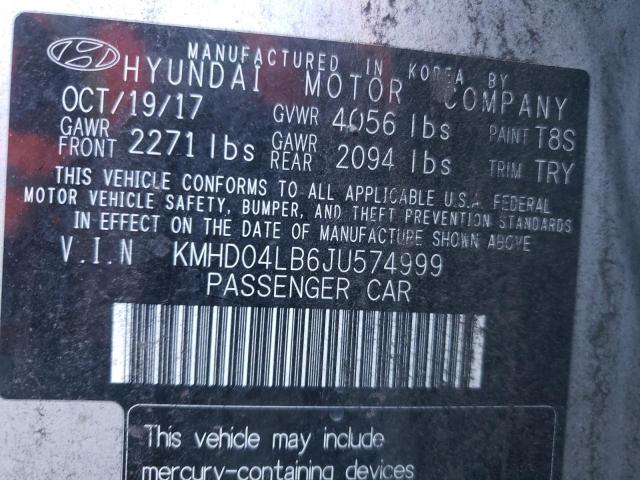 MANUFACTURED IN KOREA BY
HYUNDAI MOTOR COMPANY
OCT/19/17 GVWR 4056 lbs PAINT T8S
GAWR FRONT 2271 lbs GAWR REAR 2094 lbs TRIM TRY
THIS VEHICLE CONFORMS TO ALL APPLICABLE U.S.A. FEDERAL
MOTOR VEHICLE SAFETY, BUMPER, AND THEFT PREVENTION STANDARDS
IN EFFECT ON THE DATE OF MANUFACTURE SHOWN ABOVE.
V.I.N KMHD04LB6JU574999
PASSENGER CAR
This vehicle may include
mercury-containing devices